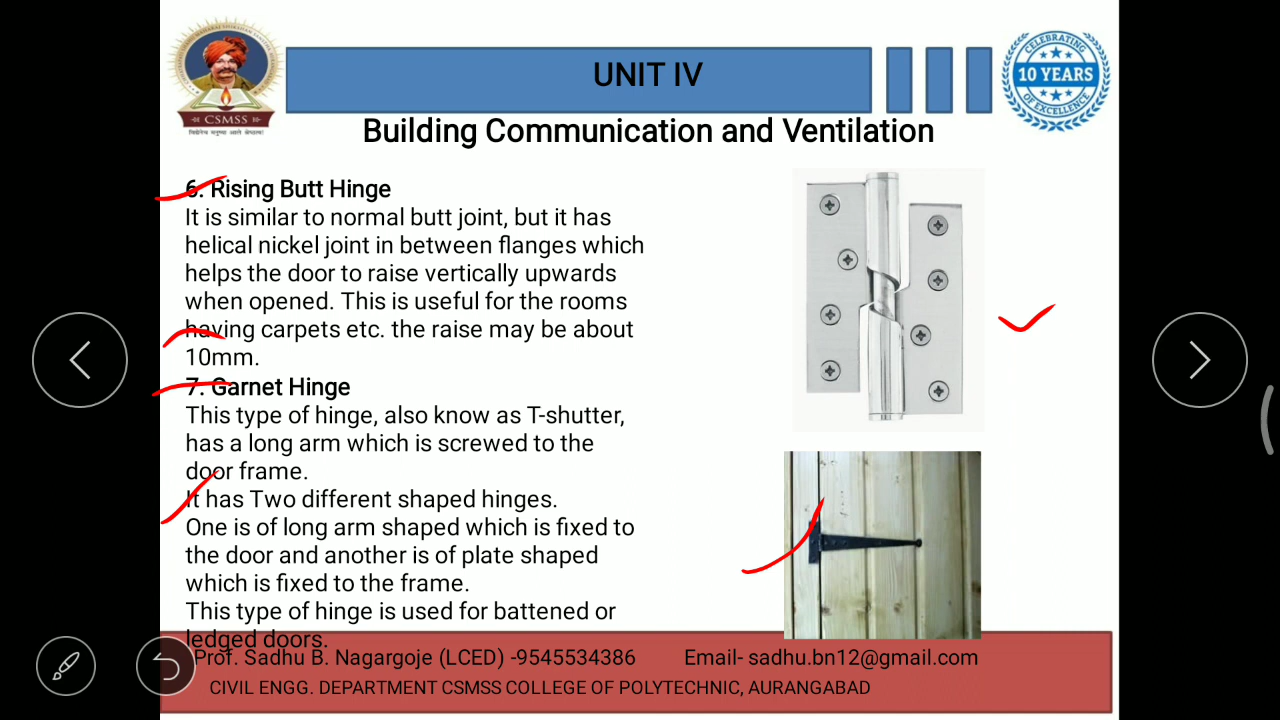 UNIT IV
CELEBRATING
10 YEARS
OF EXCELLENCE
CSMSS
Building Communication and Ventilation
6. Rising Butt Hinge
It is similar to normal butt joint, but it has
helical nickel joint in between flanges which
helps the door to raise vertically upwards
when opened. This is useful for the rooms
having carpets etc. the raise may be about
10mm.
7. Garnet Hinge
This type of hinge, also know as T-shutter,
has a long arm which is screwed to the
door frame.
It has Two different shaped hinges.
One is of long arm shaped which is fixed to
the door and another is of plate shaped
which is fixed to the frame.
This type of hinge is used for battened or
ledged doors.
Prof. Sadhu B. Nagargoje (LCED) -9545534386 Email- sadhu.bn12@gmail.com
CIVIL ENGG. DEPARTMENT CSMSS COLLEGE OF POLYTECHNIC, AURANGABAD